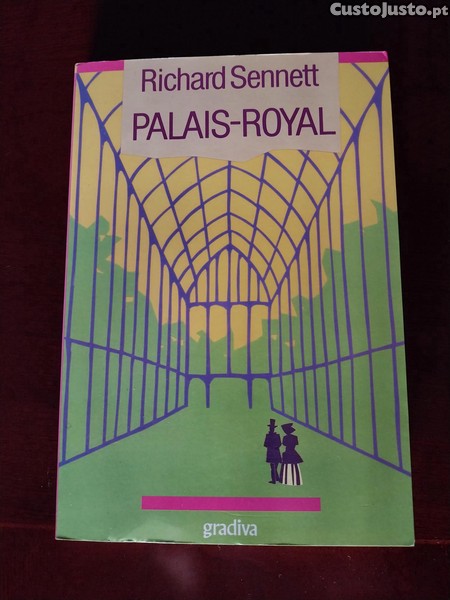 CustoJusto.pt
Richard Sennett
PALAIS-ROYAL
gradiva